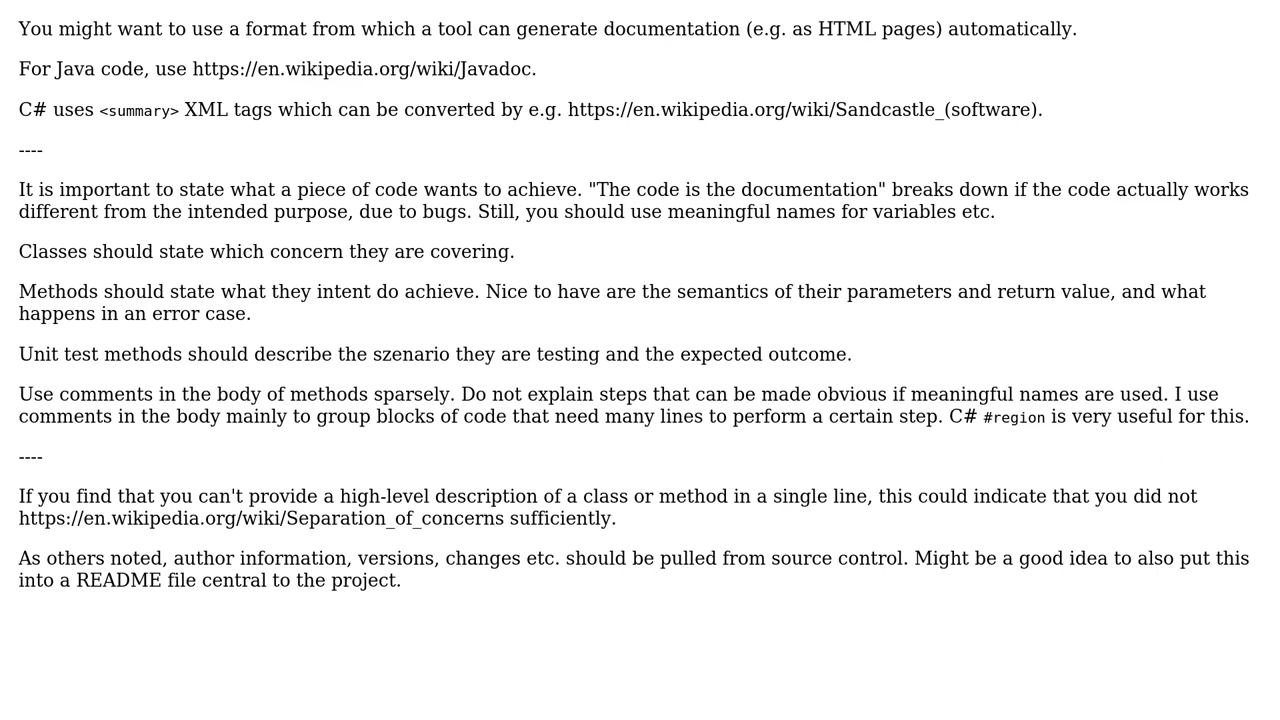 You might want to use a format from which a tool can generate documentation (e.g. as HTML pages) automatically.
For Java code, use https://en.wikipedia.org/wiki/Javadoc.
C# uses <summary> XML tags which can be converted by e.g. https://en.wikipedia.org/wiki/Sandcastle_(software).
----
It is important to state what a piece of code wants to achieve. "The code is the documentation" breaks down if the code actually works
different from the intended purpose, due to bugs. Still, you should use meaningful names for variables etc.
Classes should state which concern they are covering.
Methods should state what they intent do achieve. Nice to have are the semantics of their parameters and return value, and what
happens in an error case.
Unit test methods should describe the szenario they are testing and the expected outcome.
Use comments in the body of methods sparsely. Do not explain steps that can be made obvious if meaningful names are used. I use
comments in the body mainly to group blocks of code that need many lines to perform a certain step. C# #region is very useful for this.
----
If you find that you can't provide a high-level description of a class or method in a single line, this could indicate that you did not
https://en.wikipedia.org/wiki/Separation_of_concerns sufficiently.
As others noted, author information, versions, changes etc. should be pulled from source control. Might be a good idea to also put this
into a README file central to the project.